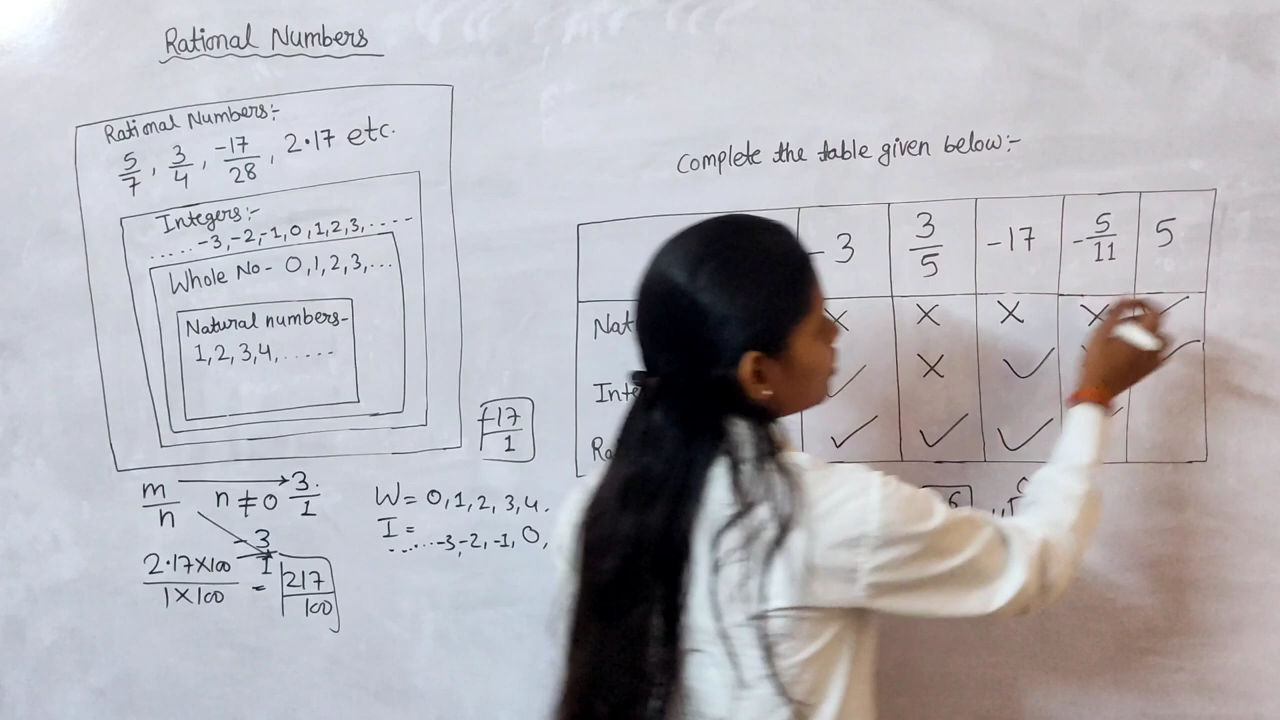 Rational Numbers
Rational Numbers:-
5/7, 3/4, -17/28, 2.17 etc.
Integers:-
.....-3,-2,-1,0,1,2,3,....--
Whole No- 0,1,2,3,...
Natural numbers-
1,2,3,4,.....
-17/1
m/n n≠0 3/1
-3/1
2.17×100/1×100 = 217/100
W= 0,1,2,3,4.
I=
.....-3,-2,-1,0,
Complete the table given below:-
-3 3/5 -17 -5/11 5
Nat × × × × ✓
Inte ✓ × ✓ ✓
Ra ✓ ✓ ✓